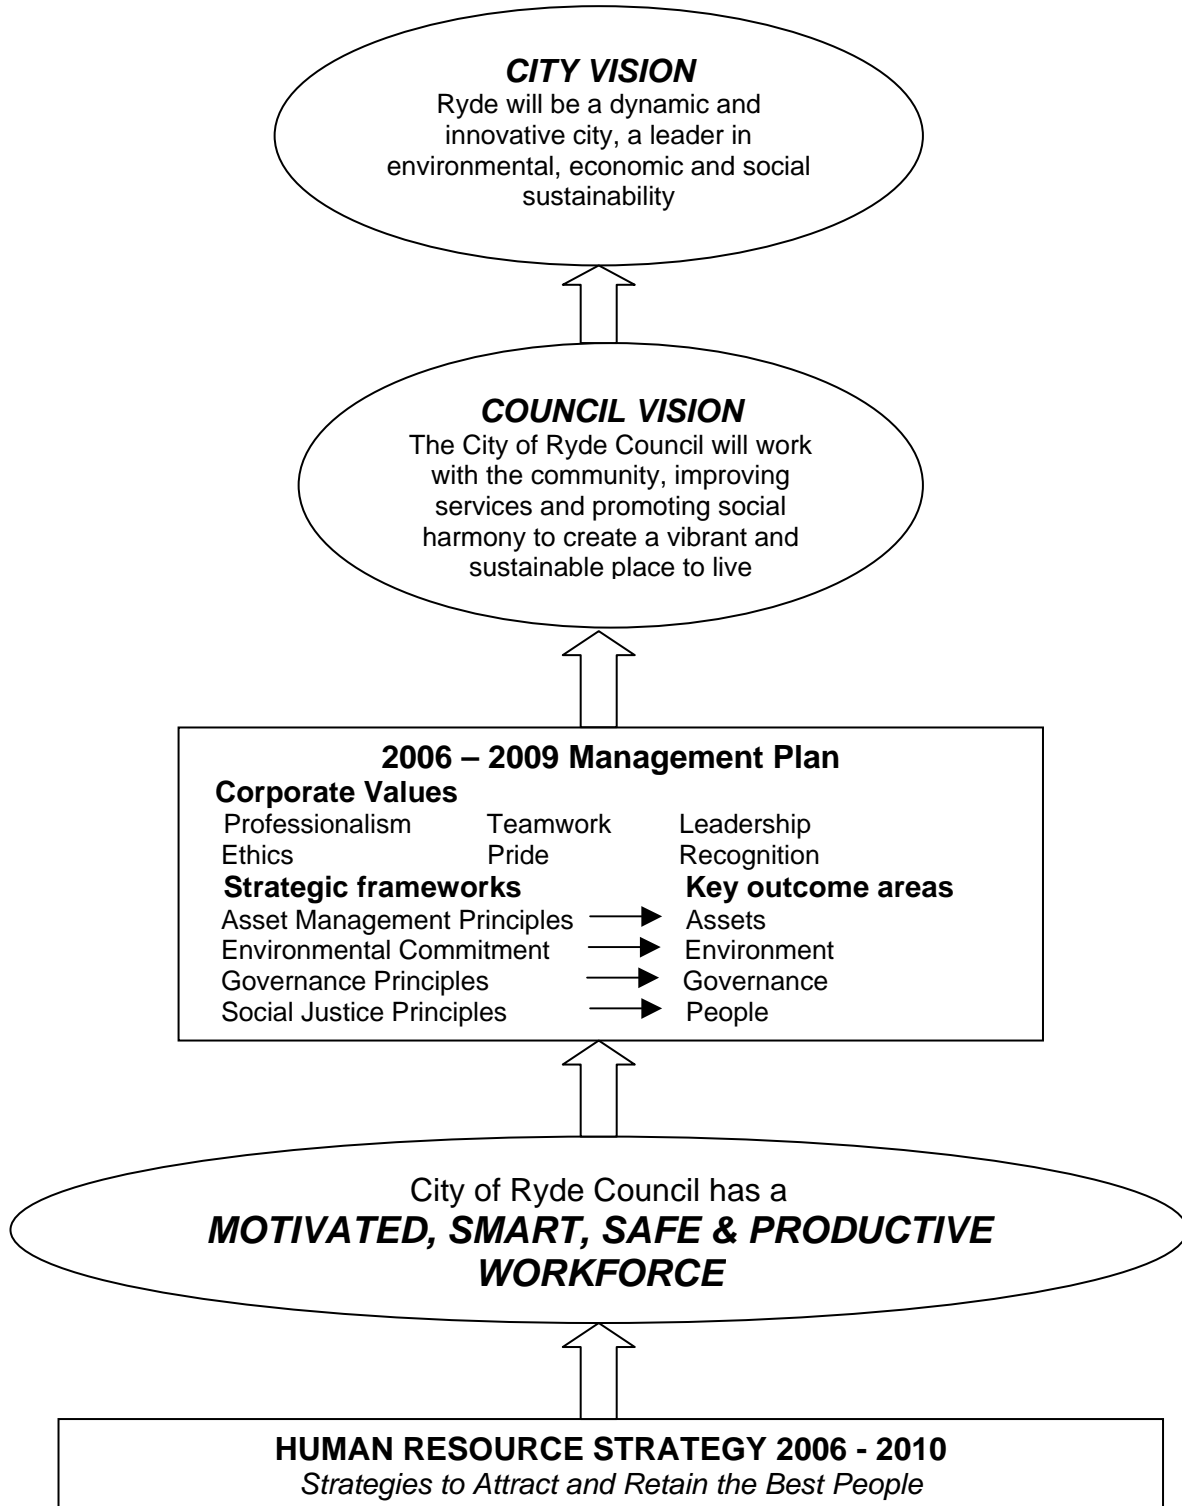 CITY VISION
Ryde will be a dynamic and
innovative city, a leader in
environmental, economic and social
sustainability
COUNCIL VISION
The City of Ryde Council will work
with the community, improving
services and promoting social
harmony to create a vibrant and
sustainable place to live
2006 – 2009 Management Plan
Corporate Values
Professionalism Teamwork Leadership
Ethics Pride Recognition
Strategic frameworks Key outcome areas
Asset Management Principles Assets
Environmental Commitment Environment
Governance Principles Governance
Social Justice Principles People
City of Ryde Council has a
MOTIVATED, SMART, SAFE & PRODUCTIVE
WORKFORCE
HUMAN RESOURCE STRATEGY 2006 - 2010
Strategies to Attract and Retain the Best People